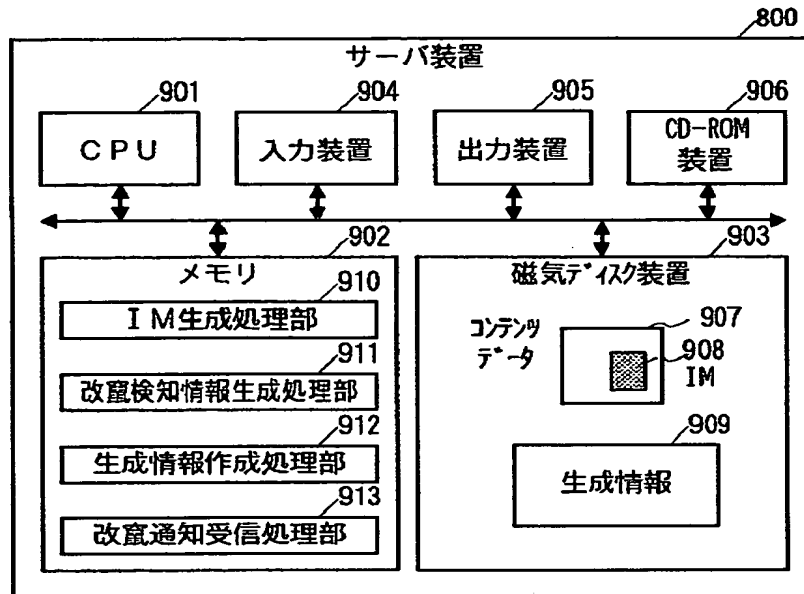 800
サーバ装置
901
904
905
906
CPU
入力装置
出力装置
CD-ROM
装置
902
903
メモリ
磁気ディスク装置
910
IM生成処理部
911
改竄検知情報生成処理部
912
生成情報作成処理部
913
改竄通知受信処理部
コンテンツ
データ
907
908
IM
909
生成情報